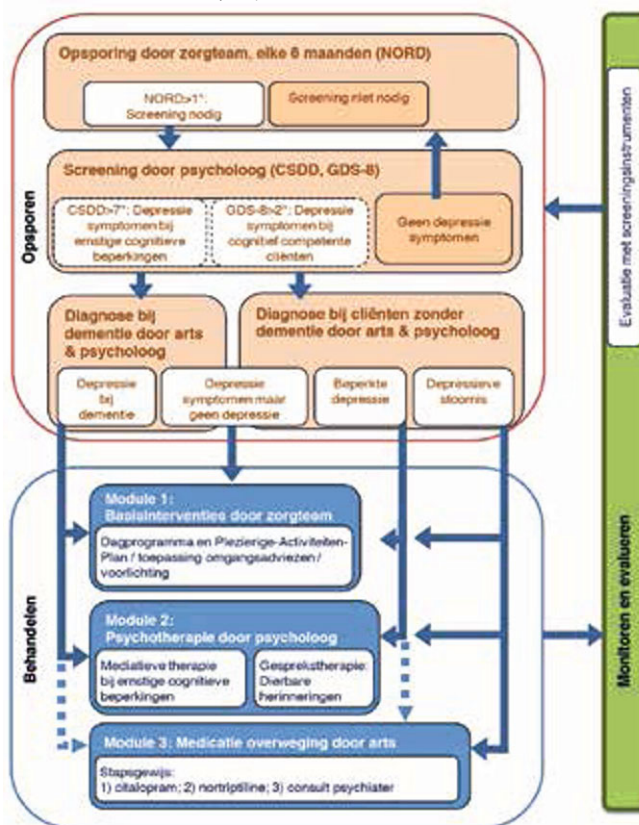 Opsporing door zorgteam, elke 6 maanden (NORD)
NORD>1*:
Screening nodig
Screening niet nodig
Screening door psycholoog (CSDD, GDS-8)
CSDD>7*: Depressie
symptomen bij
ernstige cognitieve
beperkingen
GDS-8>2*: Depressie
symptomen bij
cognitief competente
cliënten
Geen depressie
symptomen
Opsporen
Evaluatie met screeningsinstrumenten
Diagnose bij
dementie door arts
& psycholoog
Diagnose bij cliënten zonder
dementie door arts & psycholoog
Depressie
bij
dementie
Depressie
symptomen maar
geen depressie
Beperkte
depressie
Depressieve
stoornis
Module 1:
Basisinterventies door zorgteam
Dagprogramma en Plezierige-Activiteiten-
Plan / toepassing omgangsadviezen /
voorlichting
Module 2:
Psychotherapie door psycholoog
Mediatieve therapie
bij ernstige cognitieve
beperkingen
Gesprekstherapie:
Dierbare
herinneringen
Module 3: Medicatie overweging door arts
Stapsgewijs:
1) citalopram; 2) nortriptiline; 3) consult psychiater
Behandelen
Monitoren en evalueren